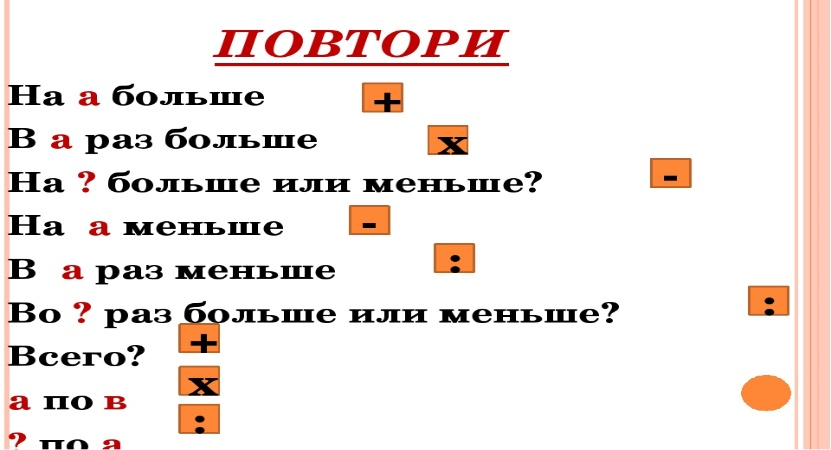 ПОВТОРИ
На а больше +
В а раз больше х
На ? больше или меньше? -
На а меньше -
В а раз меньше :
Во ? раз больше или меньше? :
Всего? +
а по в х
? по а :